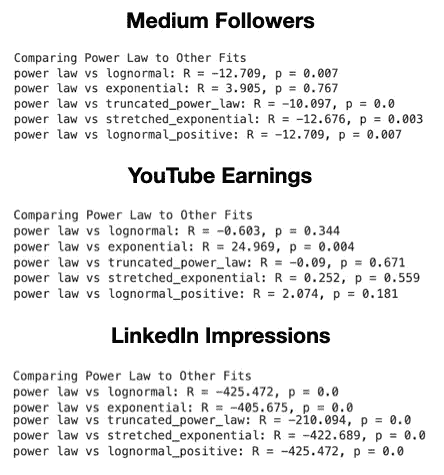 Medium Followers
Comparing Power Law to Other Fits
power law vs lognormal: R = -12.709, p = 0.007
power law vs exponential: R = 3.905, p = 0.767
power law vs truncated_power_law: R = -10.097, p = 0.0
power law vs stretched_exponential: R = -12.676, p = 0.003
power law vs lognormal_positive: R = -12.709, p = 0.007
YouTube Earnings
Comparing Power Law to Other Fits
power law vs lognormal: R = -0.603, p = 0.344
power law vs exponential: R = 24.969, p = 0.004
power law vs truncated_power_law: R = -0.09, p = 0.671
power law vs stretched_exponential: R = 0.252, p = 0.559
power law vs lognormal_positive: R = 2.074, p = 0.181
LinkedIn Impressions
Comparing Power Law to Other Fits
power law vs lognormal: R = -425.472, p = 0.0
power law vs exponential: R = -405.675, p = 0.0
power law vs truncated_power_law: R = -210.094, p = 0.0
power law vs stretched_exponential: R = -422.689, p = 0.0
power law vs lognormal_positive: R = -425.472, p = 0.0